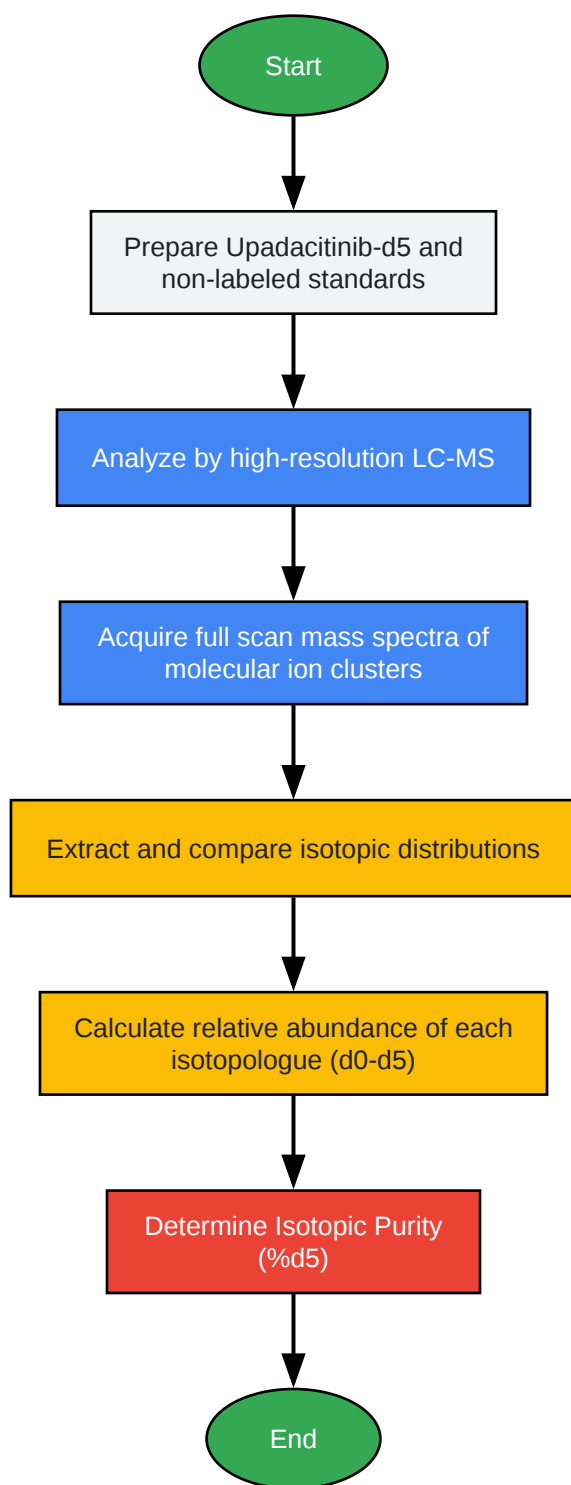 Start
Prepare Upadacitinib-d5 and
non-labeled standards
Analyze by high-resolution LC-MS
Acquire full scan mass spectra of
molecular ion clusters
Extract and compare isotopic distributions
Calculate relative abundance of each
isotopologue (d0-d5)
Determine Isotopic Purity
(%d5)
End